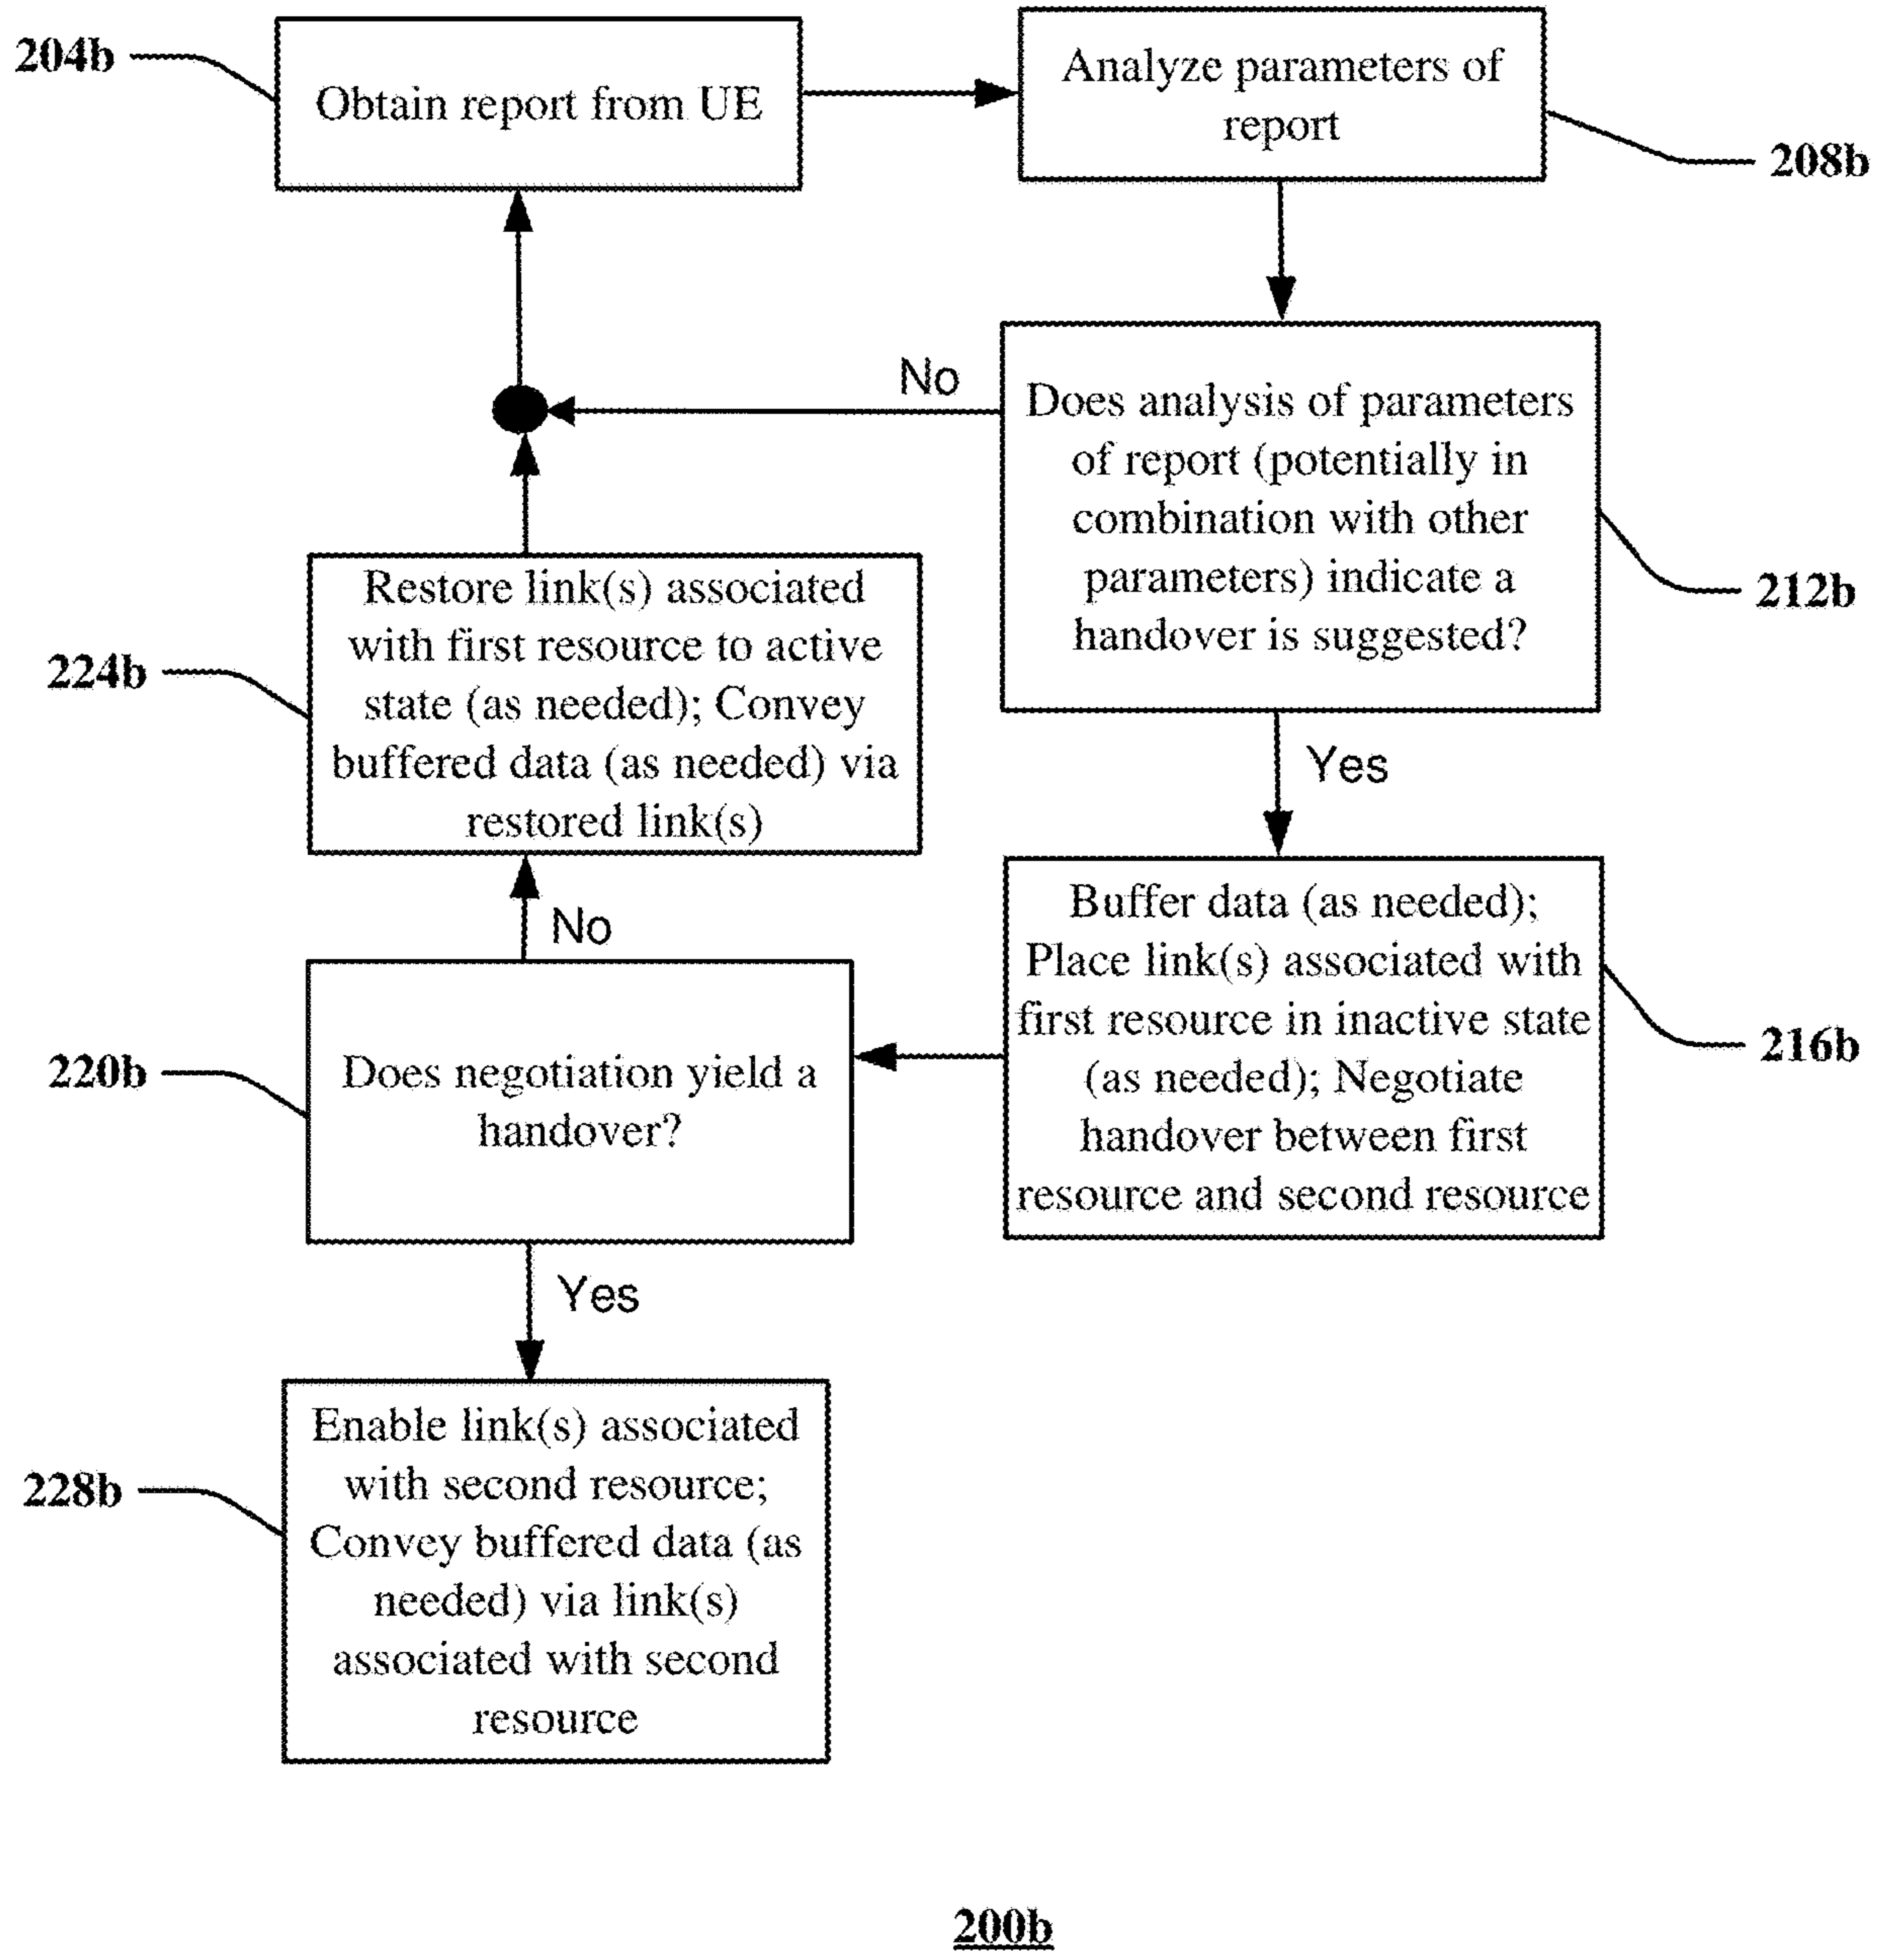 204b
Obtain report from UE
Analyze parameters of
report
208b
No
Does analysis of parameters
of report (potentially in
combination with other
parameters) indicate a
handover is suggested?
212b
Yes
224b
Restore link(s) associated
with first resource to active
state (as needed); Convey
buffered data (as needed) via
restored link(s)
No
Buffer data (as needed);
Place link(s) associated with
first resource in inactive state
(as needed); Negotiate
handover between first
resource and second resource
216b
220b
Does negotiation yield a
handover?
Yes
228b
Enable link(s) associated
with second resource;
Convey buffered data (as
needed) via link(s)
associated with second
resource
200b